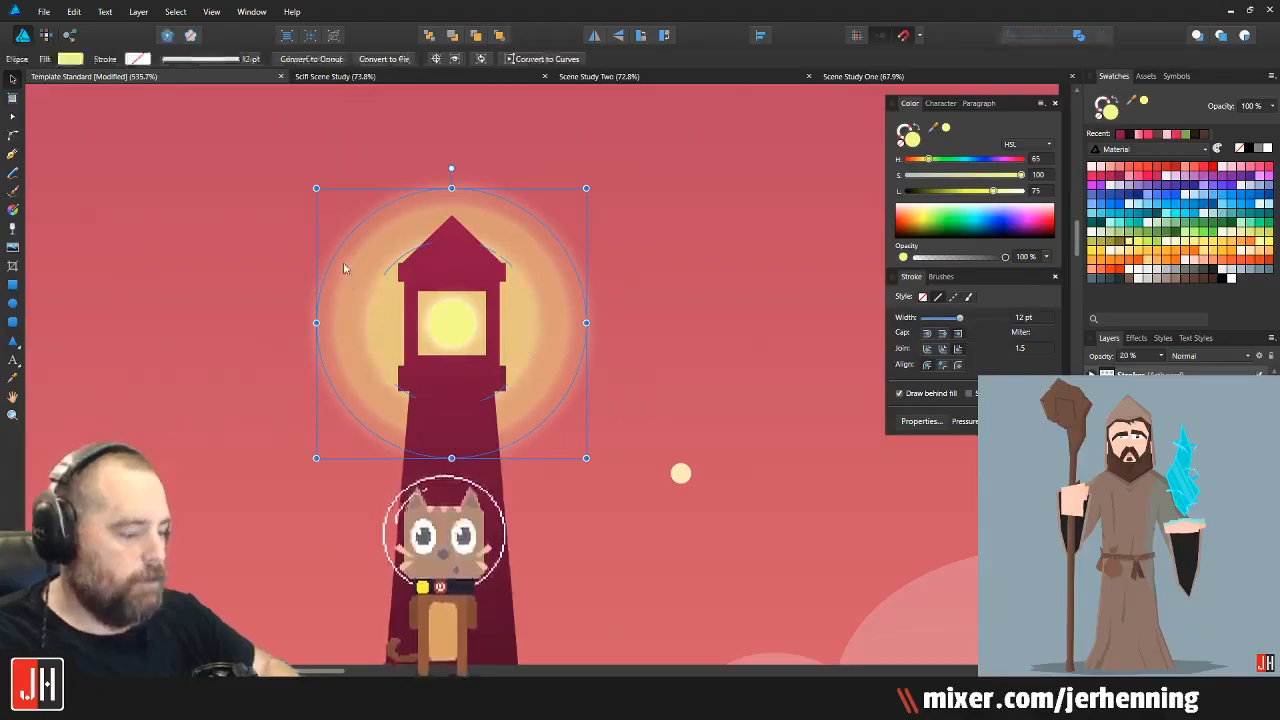 File Edit Text Layer Select View Window Help
Ellipse Fill: Stroke: 12 pt Convert to Donut Convert to Pie Convert to Curves
Template Standard [Modified] (535.7%) × Scifi Scene Study (73.8%) × Scene Study Two (72.8%) × Scene Study One (67.9%) ×
Swatches Assets Symbols
Color Character Paragraph
Opacity: 100 %
Recent:
HSL
Material
H: 65
S: 100
L: 75
Opacity
100 %
Stroke Brushes
Style:
Width: 12 pt
Cap: Miter:
Join: 1.5
Align:
Layers Effects Styles Text Styles
Opacity: 20 % Normal
Draw behind fill
Properties...
JH
JH
\\ mixer.com/jerhenning